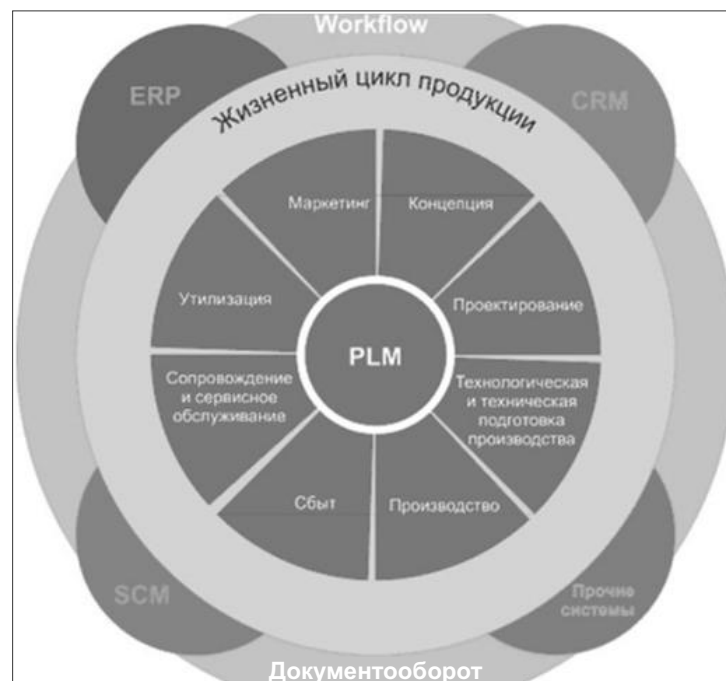 Workflow
ERP
CRM
Жизненный цикл продукции
Маркетинг
Концепция
Утилизация
Проектирование
PLM
Сопровождение
и сервисное
обслуживание
Технологическая
и техническая
подготовка
производства
Сбыт
Производство
SCM
Прочие
системы
Документооборот